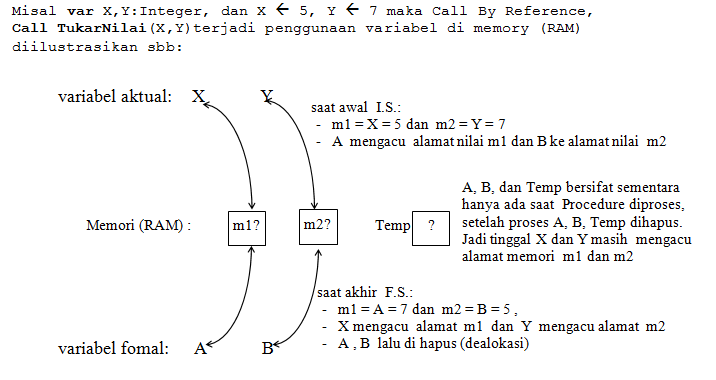 Misal var X,Y:Integer, dan X ← 5, Y ← 7 maka Call By Reference,
Call TukarNilai(X,Y)terjadi penggunaan variabel di memory (RAM)
diilustrasikan sbb:
variabel aktual: X Y
saat awal I.S.:
- m1 = X = 5 dan m2 = Y = 7
- A mengacu alamat nilai m1 dan B ke alamat nilai m2
A, B, dan Temp bersifat sementara
hanya ada saat Procedure diproses,
setelah proses A, B, Temp dihapus.
Jadi tinggal X dan Y masih mengacu
alamat memori m1 dan m2
Memori (RAM) : m1? m2? Temp ?
saat akhir F.S.:
- m1 = A = 7 dan m2 = B = 5 ,
- X mengacu alamat m1 dan Y mengacu alamat m2
- A , B lalu di hapus (dealokasi)
variabel fomal: A B